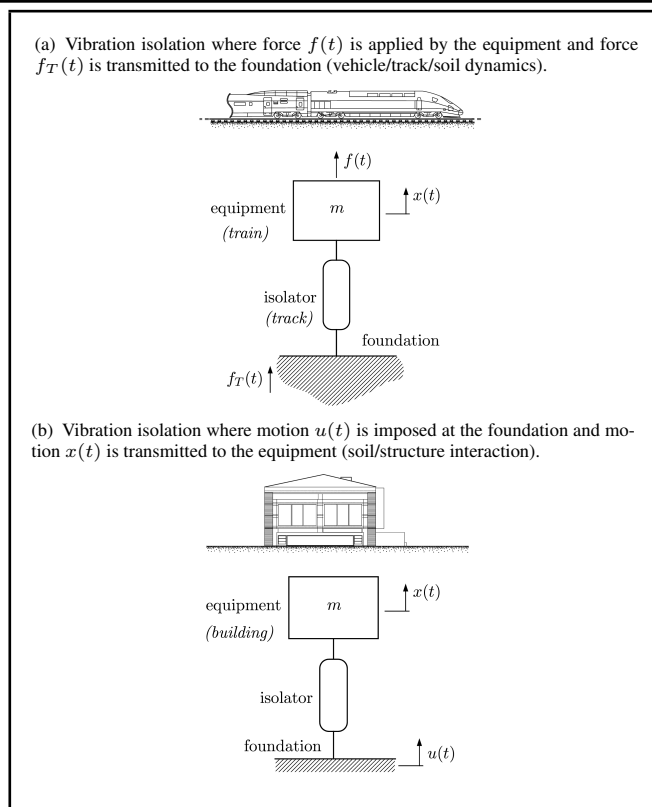 (a) Vibration isolation where force f(t) is applied by the equipment and force
f_T(t) is transmitted to the foundation (vehicle/track/soil dynamics).
f(t)
x(t)
equipment
m
(train)
isolator
(track)
foundation
f_T(t)
(b) Vibration isolation where motion u(t) is imposed at the foundation and mo-
tion x(t) is transmitted to the equipment (soil/structure interaction).
x(t)
equipment
m
(building)
isolator
foundation
u(t)